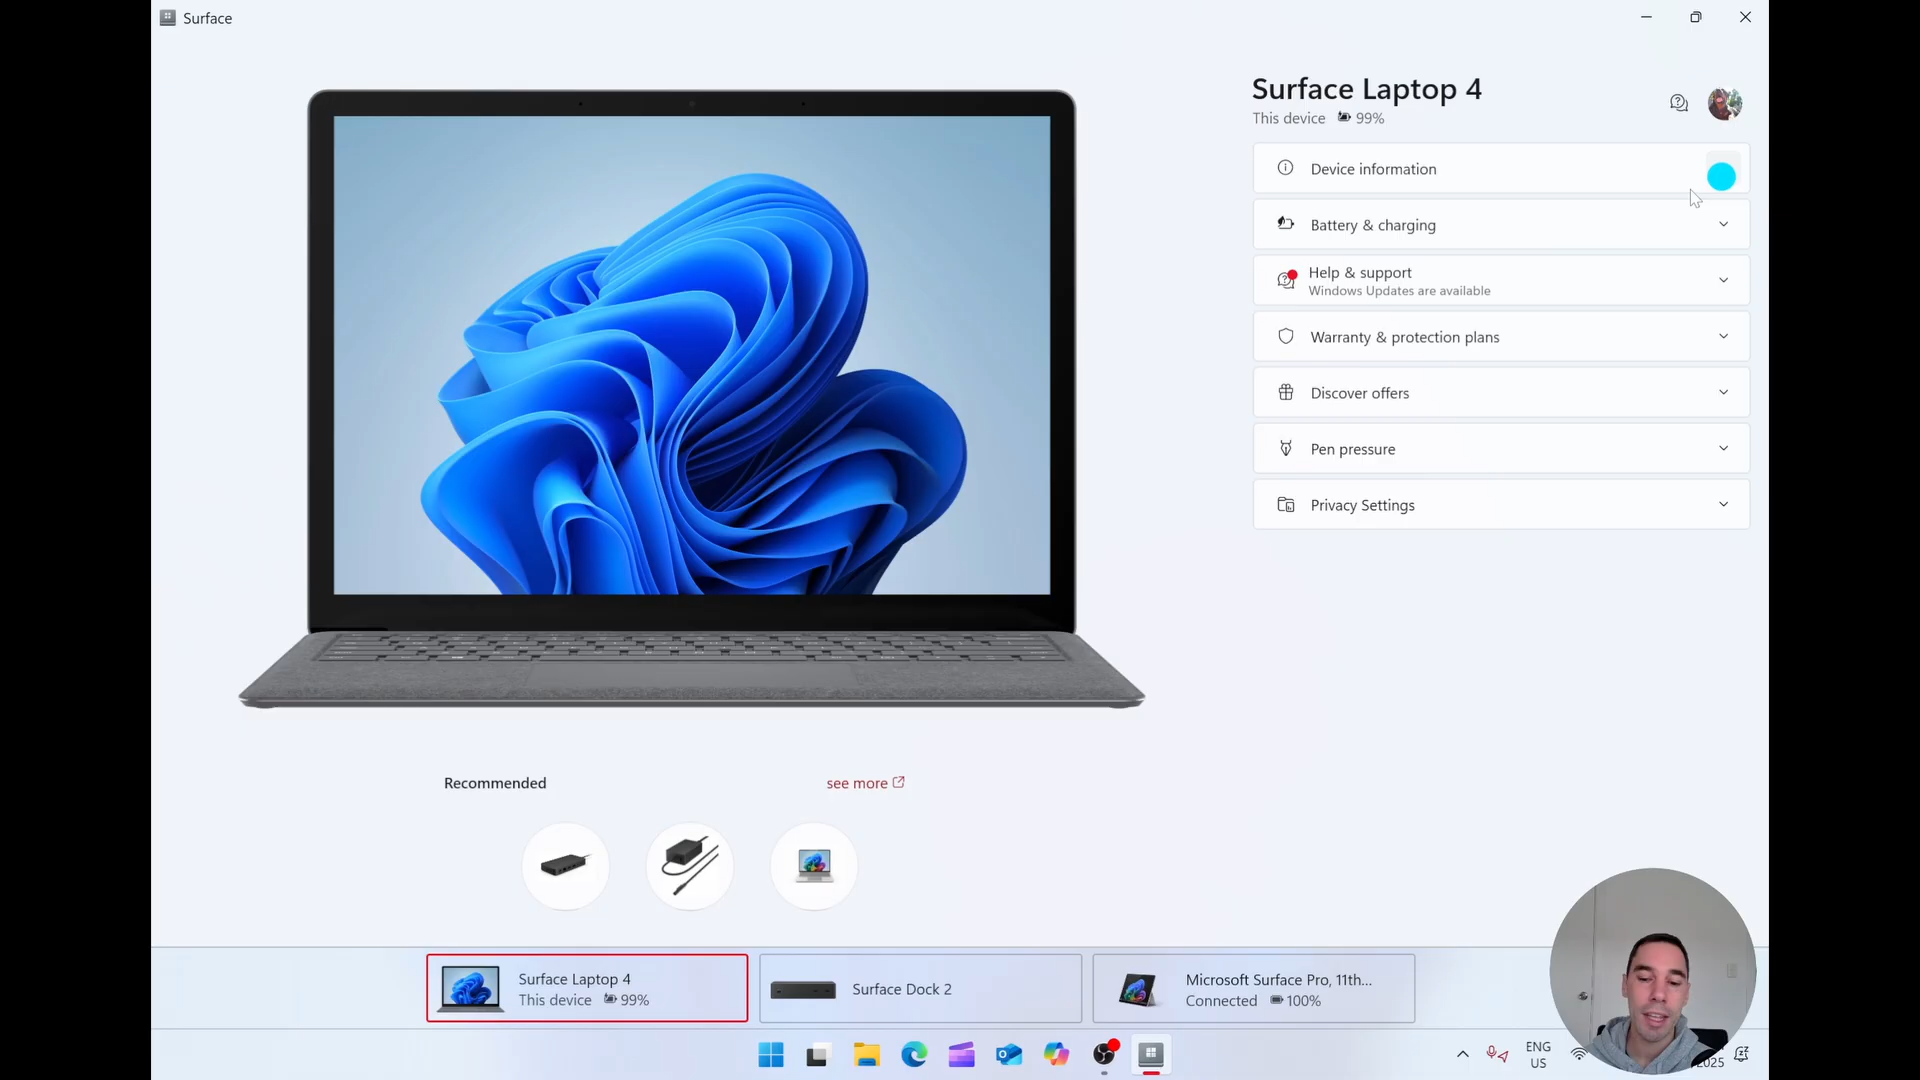 Surface
Surface Laptop 4
This device 99%
Device information
Battery & charging
Help & support
Windows Updates are available
Warranty & protection plans
Discover offers
Pen pressure
Privacy Settings
Recommended
see more
Surface Laptop 4
This device 99%
Surface Dock 2
Microsoft Surface Pro, 11th...
Connected 100%
ENG
US
2025